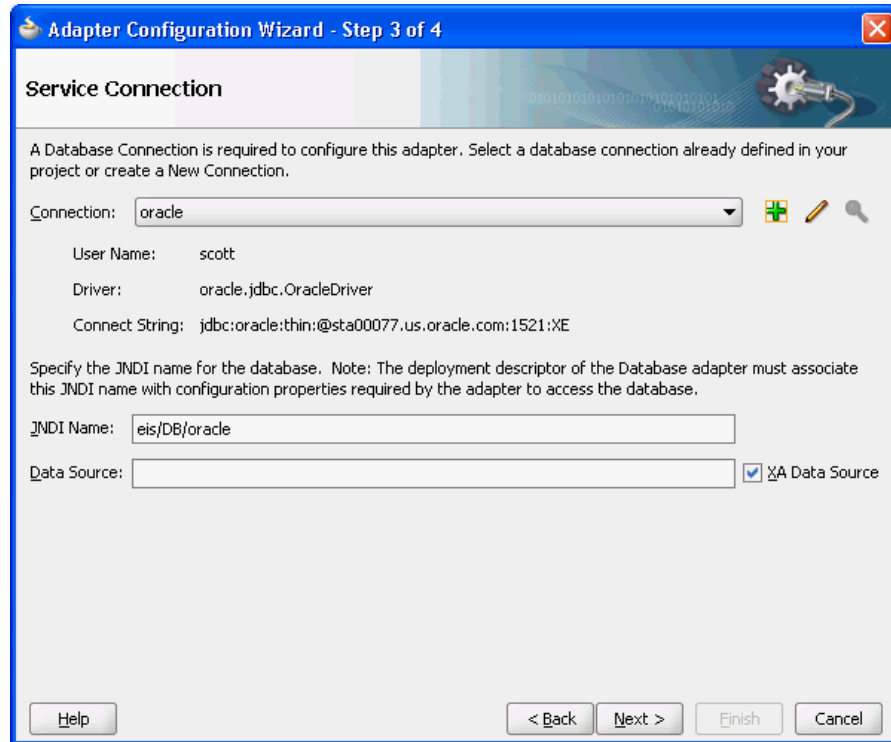 Adapter Configuration Wizard - Step 3 of 4
Service Connection
A Database Connection is required to configure this adapter. Select a database connection already defined in your
project or create a New Connection.
Connection: oracle
User Name: scott
Driver: oracle.jdbc.OracleDriver
Connect String: jdbc:oracle:thin:@sta00077.us.oracle.com:1521:XE
Specify the JNDI name for the database. Note: The deployment descriptor of the Database adapter must associate
this JNDI name with configuration properties required by the adapter to access the database.
JNDI Name: eis/DB/oracle
Data Source: XA Data Source
Help < Back Next > Finish Cancel